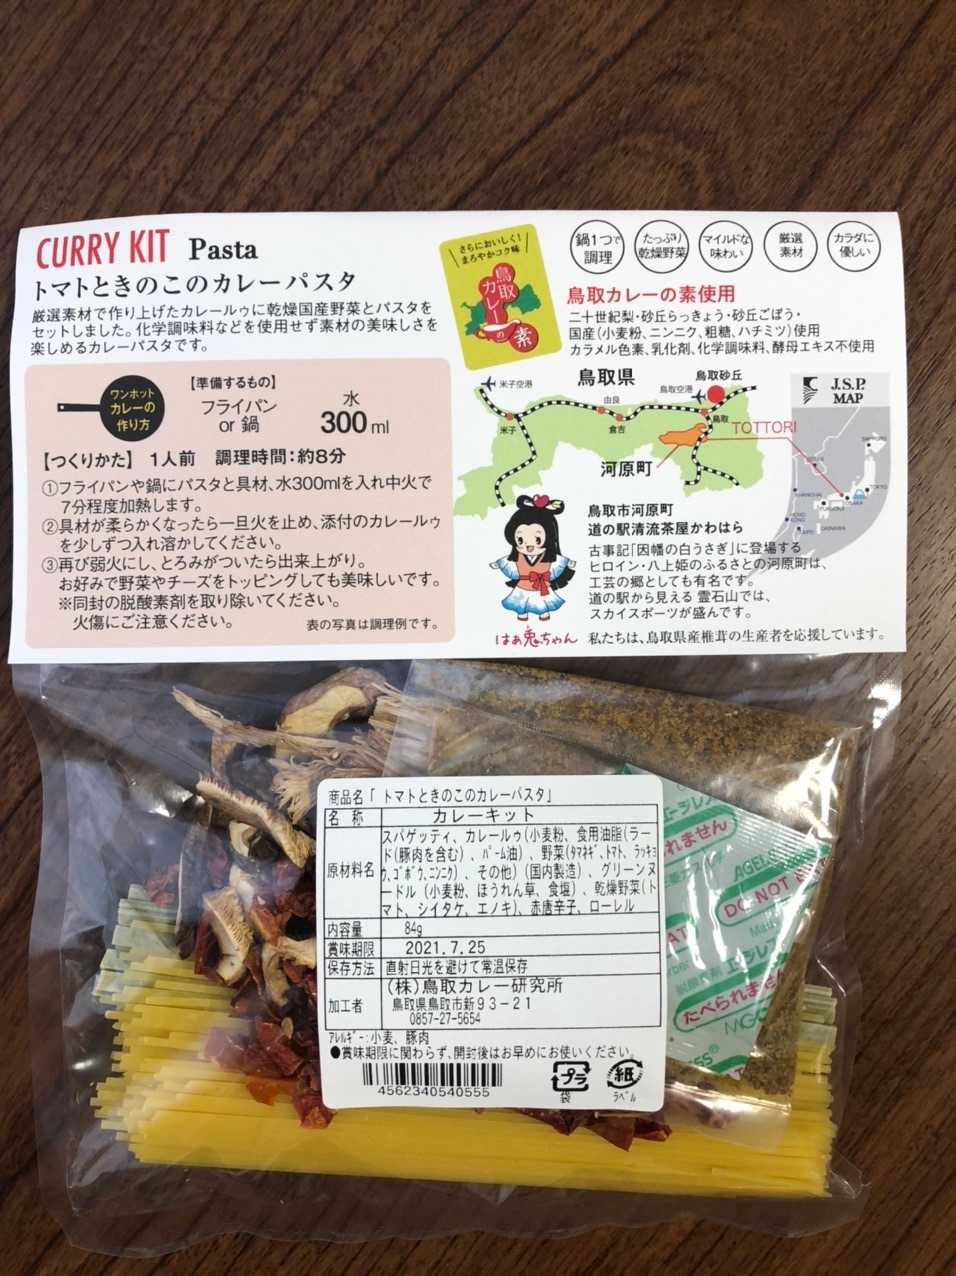 CURRY KIT Pasta
トマトときのこのカレーパスタ
厳選素材で作り上げたカレールゥに乾燥国産野菜とパスタを
セットしました。化学調味料などを使用せず素材の美味しさを
楽しめるカレーパスタです。
ワンポット
カレーの
作り方
【準備するもの】
フライパン
or 鍋
水
300ml
【つくりかた】 1人前 調理時間：約8分
①フライパンや鍋にパスタと具材、水300mlを入れ中火で
7分程度加熱します。
②具材が柔らかくなったら一旦火を止め、添付のカレールゥ
を少しずつ入れ溶かしてください。
③再び弱火にし、とろみがついたら出来上がり。
お好みで野菜やチーズをトッピングしても美味しいです。
※同封の脱酸素剤を取り除いてください。
火傷にご注意ください。
表の写真は調理例です。
さらにおいしく!
まろやかコク味
鳥取
カレーの
素
鍋1つで
調理
たっぷり
乾燥野菜
マイルドな
味わい
厳選
素材
カラダに
優しい
鳥取カレーの素使用
二十世紀梨・砂丘らっきょう・砂丘ごぼう・
国産(小麦粉、ニンニク、粗糖、ハチミツ)使用
カラメル色素、乳化剤、化学調味料、酵母エキス不使用
米子空港
鳥取県
鳥取空港
鳥取砂丘
由良
米子
倉吉
鳥取
TOTTORI
河原町
J.S.P.
MAP
TOKYO
OSAKA
鳥取市河原町
道の駅清流茶屋かわはら
古事記「因幡の白うさぎ」に登場する
ヒロイン・八上姫のふるさとの河原町は、
工芸の郷としても有名です。
道の駅から見える 霊石山では、
スカイスポーツが盛んです。
はぁ兎ちゃん
私たちは、鳥取県産椎茸の生産者を応援しています。
商品名「 トマトときのこのカレーパスタ」
名 称 カレーキット
原材料名 スパゲッティ、カレールゥ(小麦粉、食用油脂(ラー
ド(豚肉を含む)、パーム油)、野菜(タマネギ、トマト、ラッキョ
ウ、ゴボウ、ニンニク)、その他)(国内製造)、グリーンヌ
ードル(小麦粉、ほうれん草、食塩)、乾燥野菜(ト
マト、シイタケ、エノキ)、赤唐辛子、ローレル
内容量 84g
賞味期限 2021.7.25
保存方法 直射日光を避けて常温保存
加工者 (株)鳥取カレー研究所
鳥取県鳥取市新93-21
0857-27-5654
アレルギー：小麦、豚肉
●賞味期限に関わらず、開封後はお早めにお使いください。
4562340540555
プラ
袋
紙
ラベル
エージレス
られません
AGELESS
DO NOT
エージレス
たべられません